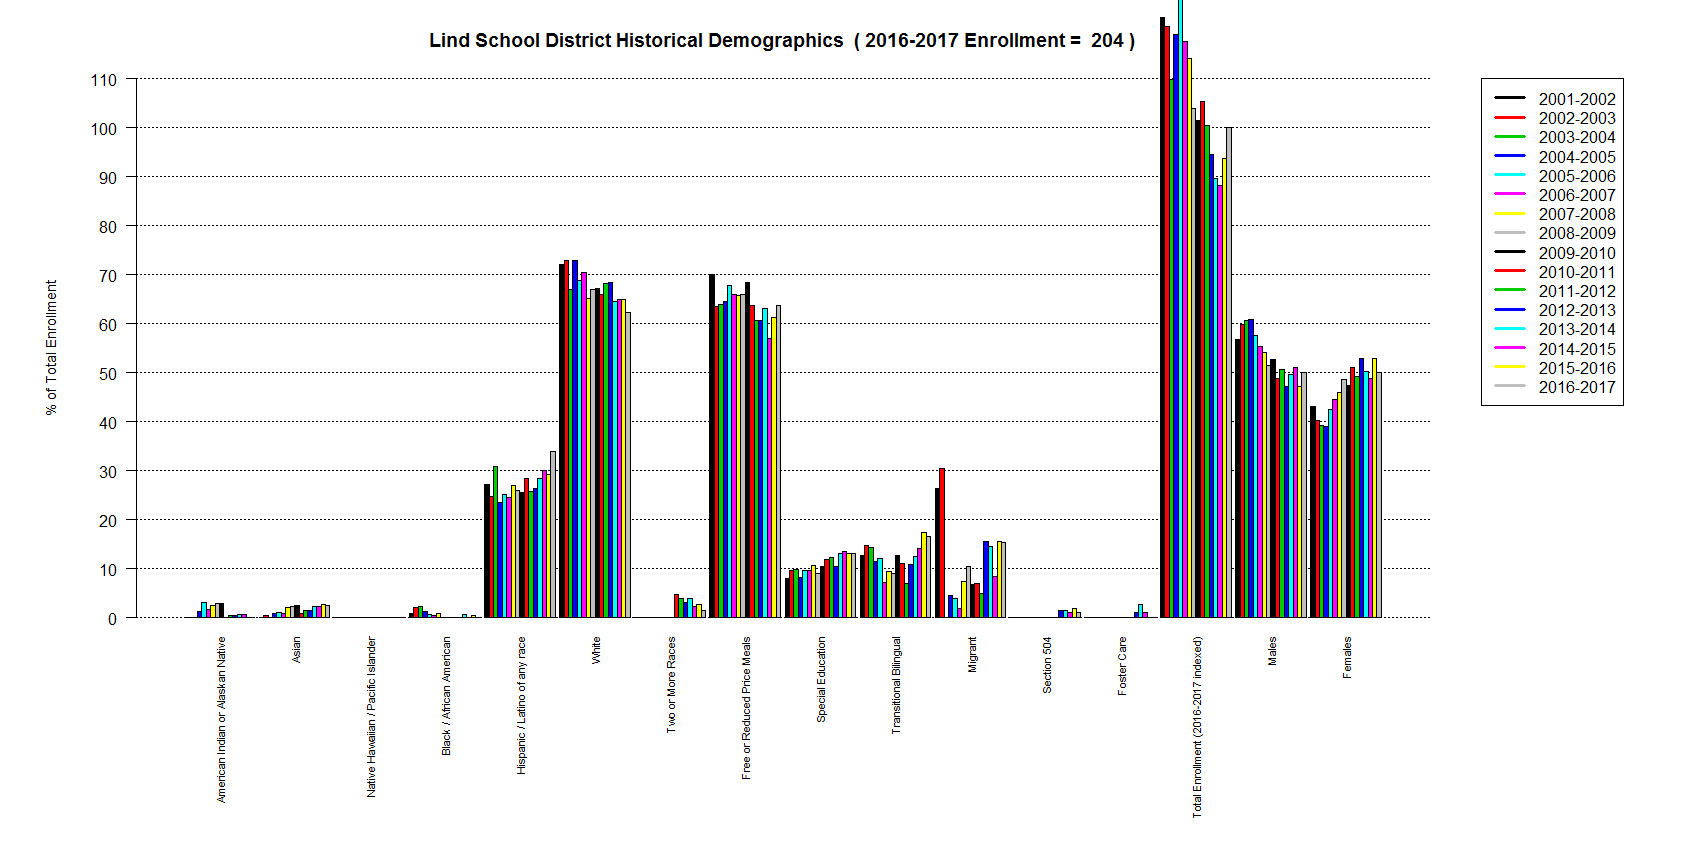 Lind School District Historical Demographics  ( 2016-2017 Enrollment =  204 )
% of Total Enrollment
110
100
90
80
70
60
50
40
30
20
10
0
American Indian or Alaskan Native
Asian
Native Hawaiian / Pacific Islander
Black / African American
Hispanic / Latino of any race
White
Two or More Races
Free or Reduced Price Meals
Special Education
Transitional Bilingual
Migrant
Section 504
Foster Care
Total Enrollment (2016-2017 indexed)
Males
Females
2001-2002
2002-2003
2003-2004
2004-2005
2005-2006
2006-2007
2007-2008
2008-2009
2009-2010
2010-2011
2011-2012
2012-2013
2013-2014
2014-2015
2015-2016
2016-2017